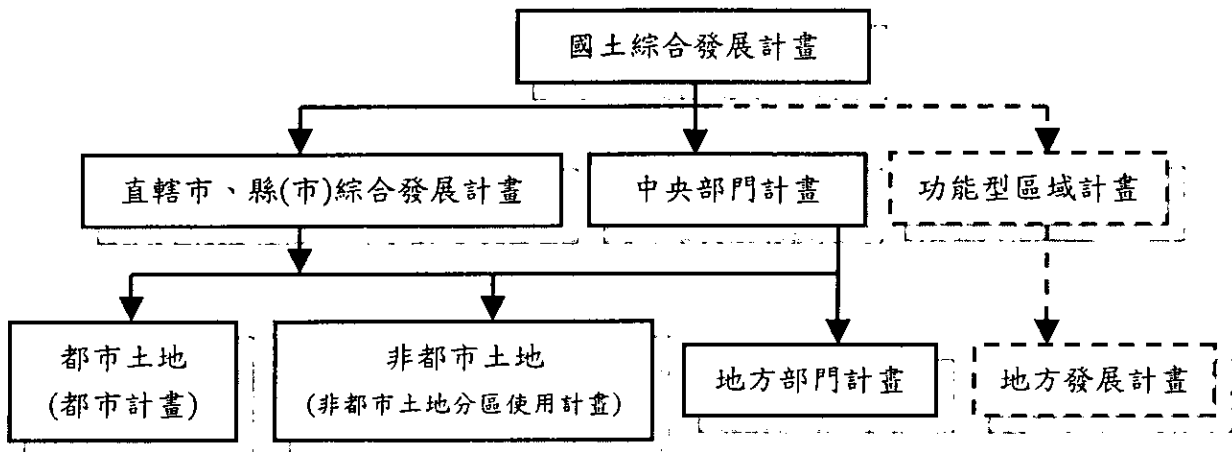 國土綜合發展計畫
直轄市、縣(市)綜合發展計畫
中央部門計畫
功能型區域計畫
都市土地
(都市計畫)
非都市土地
(非都市土地分區使用計畫)
地方部門計畫
地方發展計畫